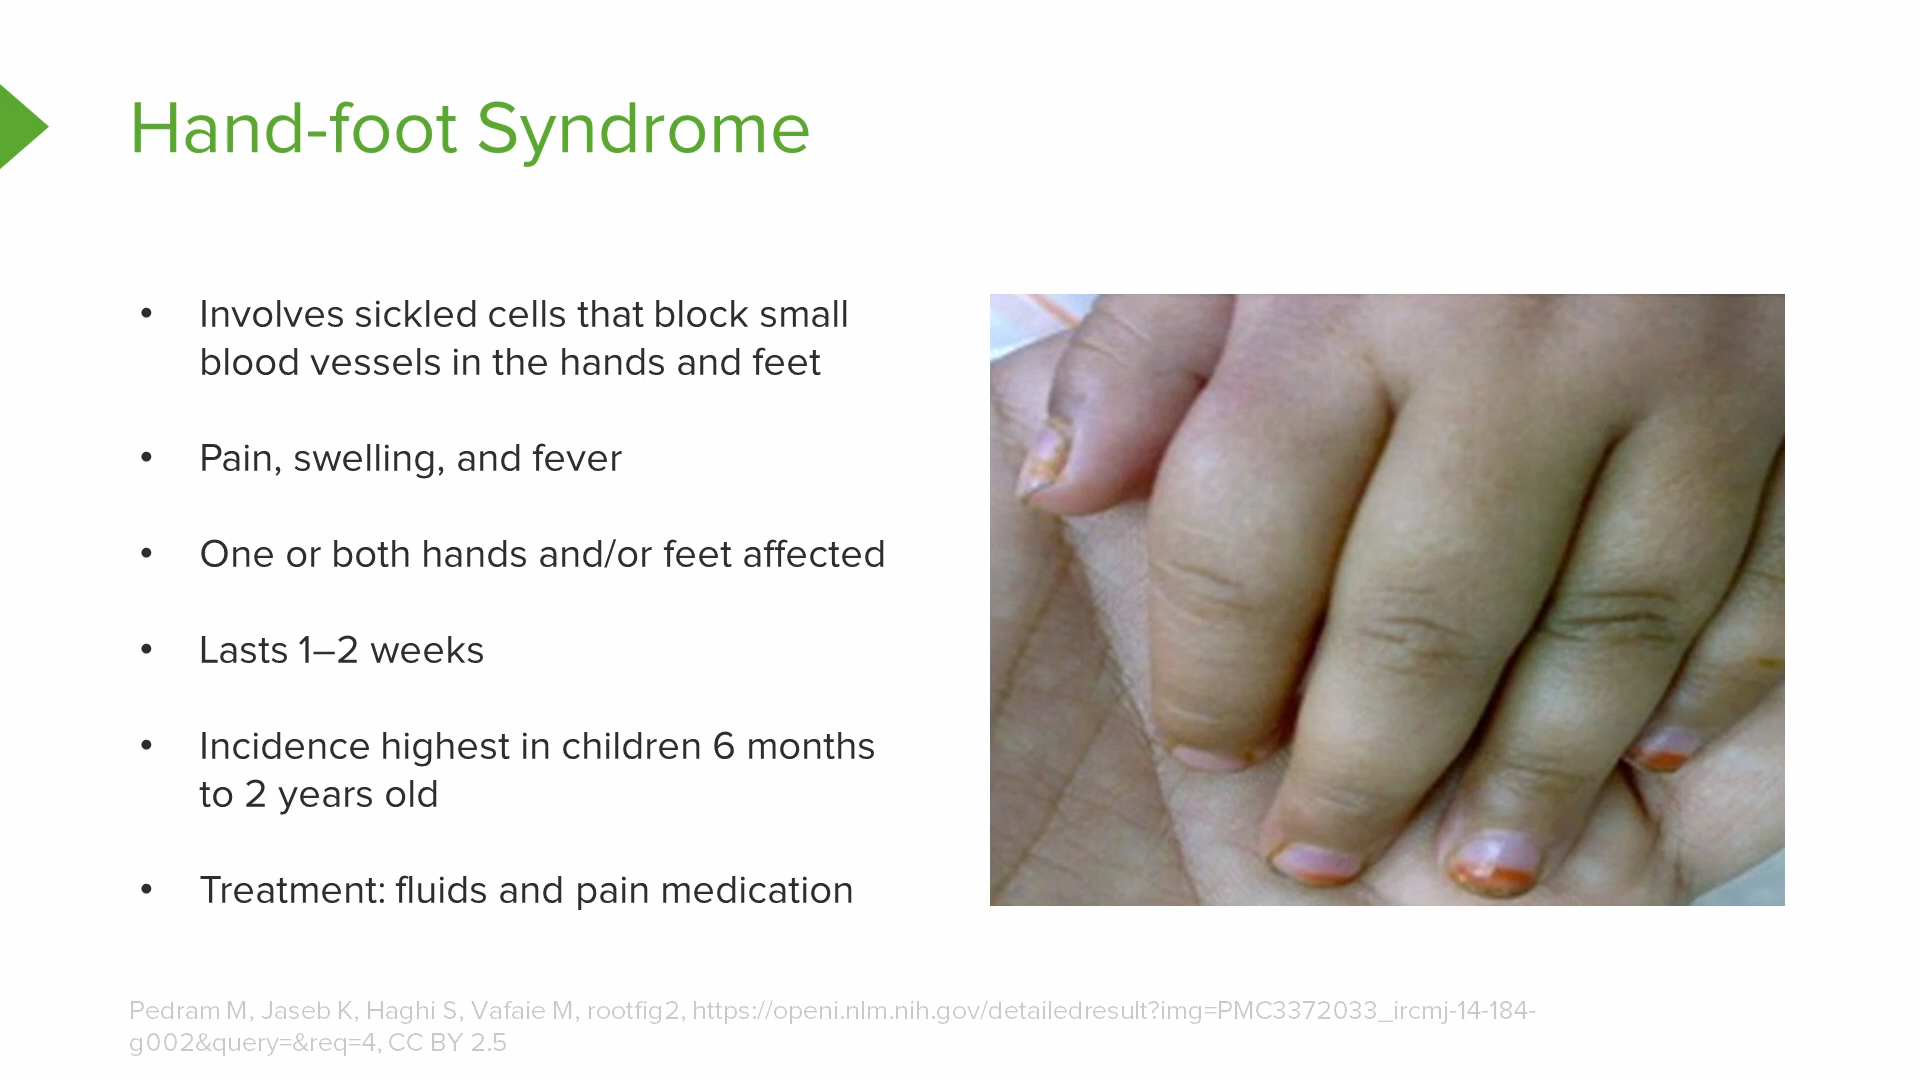 Hand-foot Syndrome
• Involves sickled cells that block small
blood vessels in the hands and feet
• Pain, swelling, and fever
• One or both hands and/or feet affected
• Lasts 1–2 weeks
• Incidence highest in children 6 months
to 2 years old
• Treatment: fluids and pain medication
Pedram M, Jaseb K, Haghi S, Vafaie M, rootfig2, https://openi.nlm.nih.gov/detailedresult?img=PMC3372033_ircmj-14-184-
g002&query=&req=4, CC BY 2.5